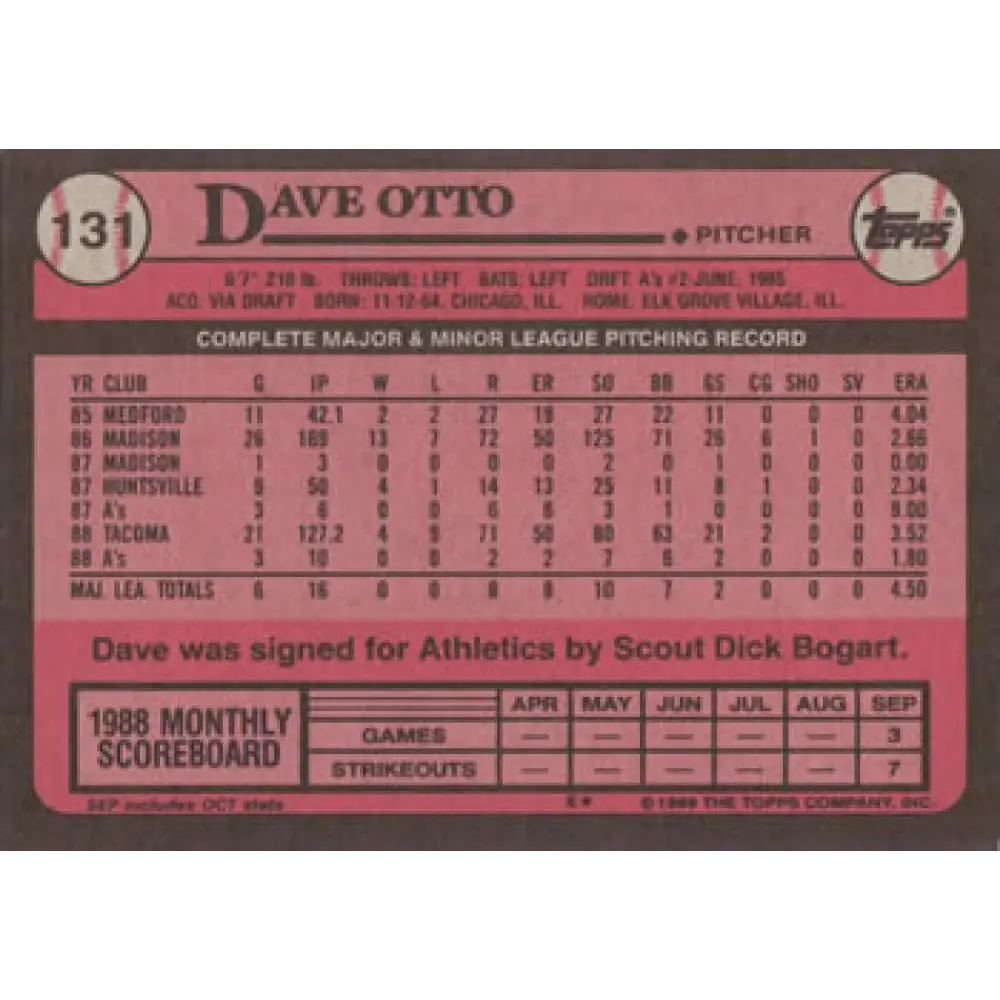 131
DAVE OTTO
◆ PITCHER
Topps®
6'7" 210 lb. THROWS: LEFT BATS: LEFT DRFT: A's #2-JUNE, 1985
ACQ: VIA DRAFT BORN: 11-12-64, CHICAGO, ILL. HOME: ELK GROVE VILLAGE, ILL.
COMPLETE MAJOR & MINOR LEAGUE PITCHING RECORD
YR CLUB G IP W L R ER SO BB GS CG SHO SV ERA
85 MEDFORD 11 42.1 2 2 27 19 27 22 11 0 0 0 4.04
86 MADISON 26 169 13 7 72 50 125 71 26 6 1 0 2.66
87 MADISON 1 3 0 0 0 0 2 0 1 0 0 0 0.00
87 HUNTSVILLE 9 50 4 1 14 13 25 11 8 1 0 0 2.34
87 A's 3 6 0 0 6 6 3 1 0 0 0 0 9.00
88 TACOMA 21 127.2 4 9 71 50 80 63 21 2 0 0 3.52
88 A's 3 10 0 0 2 2 7 6 2 0 0 0 1.80
MAJ. LEA. TOTALS 6 16 0 0 8 8 10 7 2 0 0 0 4.50
Dave was signed for Athletics by Scout Dick Bogart.
1988 MONTHLY SCOREBOARD
APR MAY JUN JUL AUG SEP
GAMES — — — — — 3
STRIKEOUTS — — — — — 7
SEP includes OCT stats
© 1989 THE TOPPS COMPANY, INC.